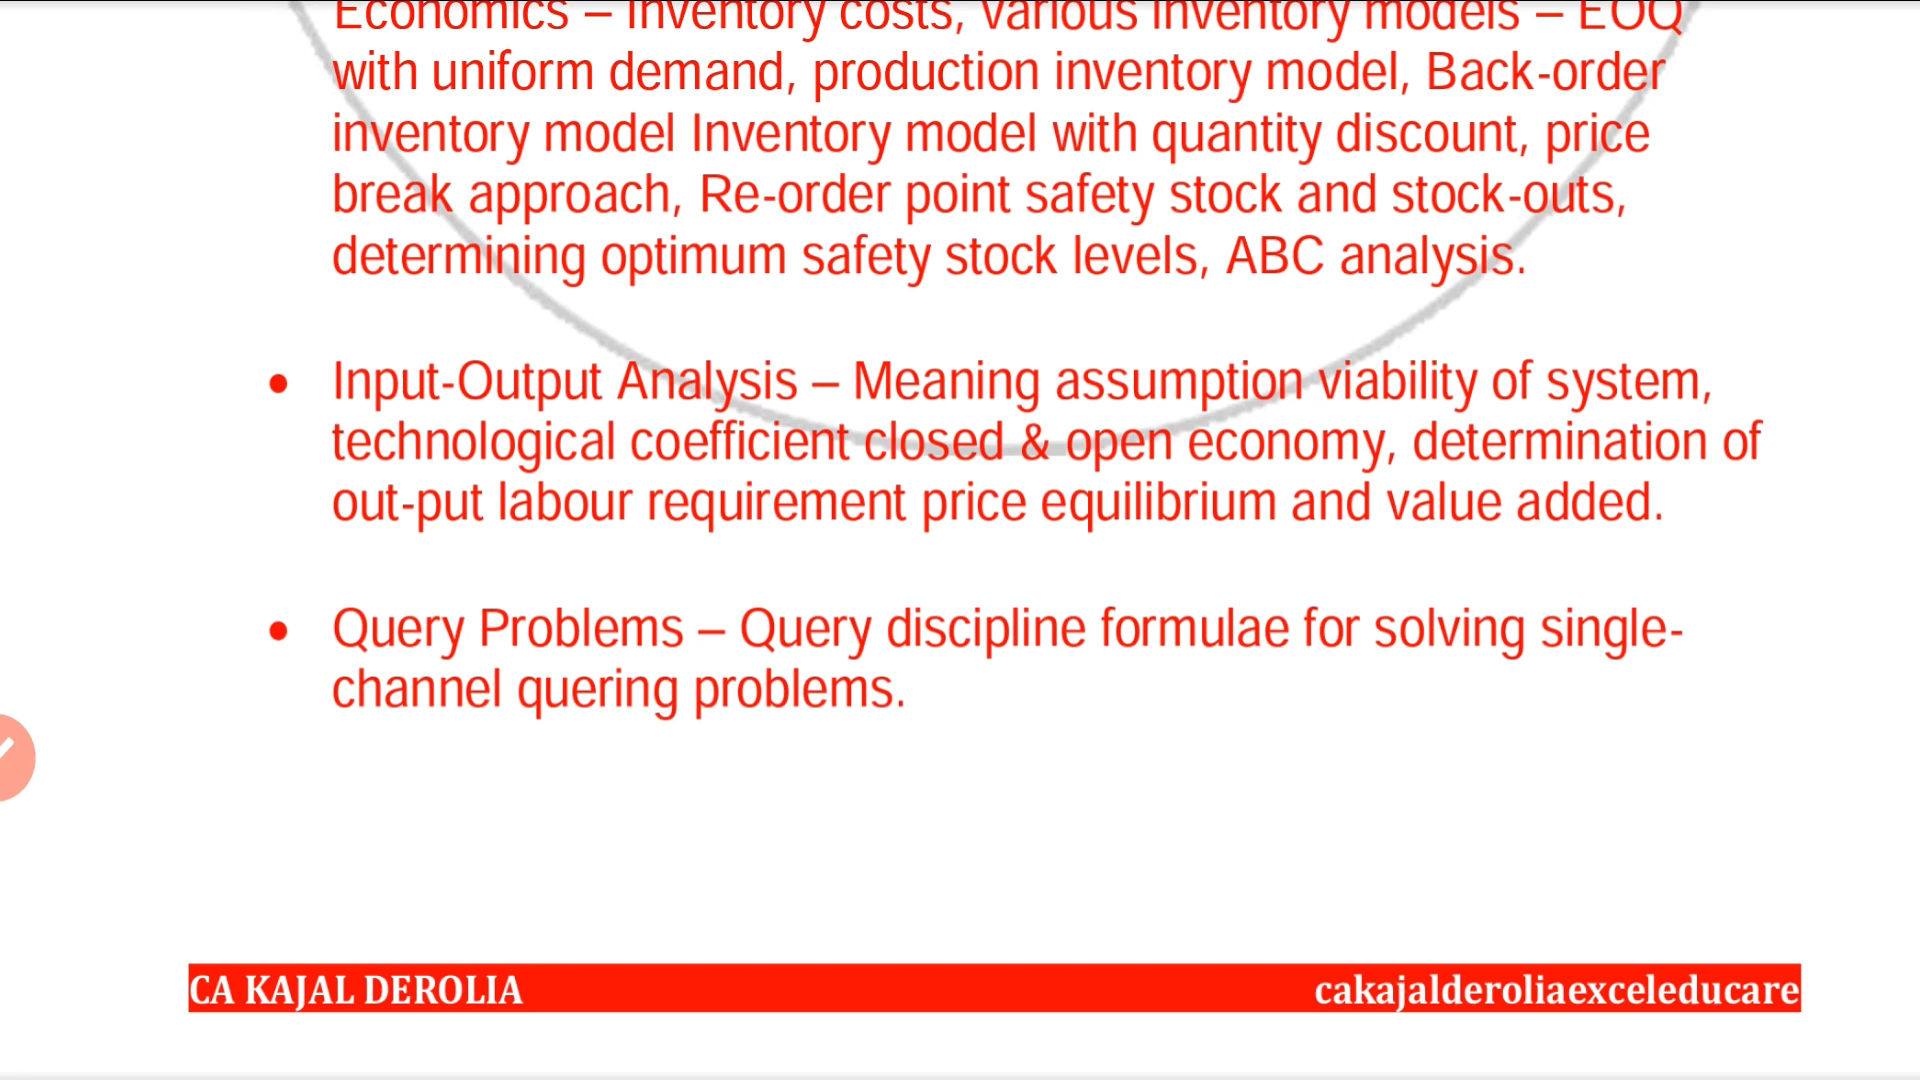 Economics – Inventory costs, various inventory models – EOQ
with uniform demand, production inventory model, Back-order
inventory model Inventory model with quantity discount, price
break approach, Re-order point safety stock and stock-outs,
determining optimum safety stock levels, ABC analysis.
• Input-Output Analysis – Meaning assumption viability of system,
technological coefficient closed & open economy, determination of
out-put labour requirement price equilibrium and value added.
• Query Problems – Query discipline formulae for solving single-
channel quering problems.
CA KAJAL DEROLIA cakajalderoliaexceleducare